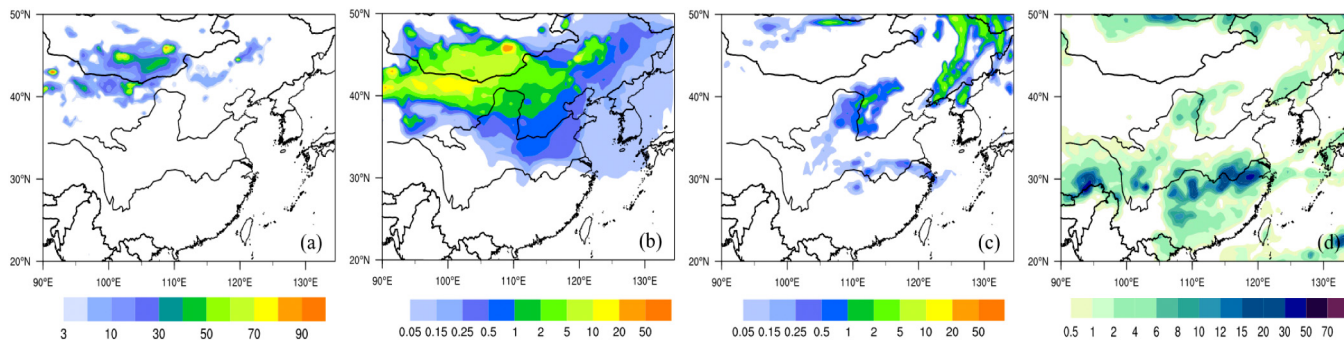 50°N 50°N 50°N 50°N
40°N 40°N 40°N 40°N
30°N 30°N 30°N 30°N
(a) (b) (c) (d)
20°N 20°N 20°N 20°N
90°E 100°E 110°E 120°E 130°E 90°E 100°E 110°E 120°E 130°E 90°E 100°E 110°E 120°E 130°E 90°E 100°E 110°E 120°E 130°E
3 10 30 50 70 90 0.05 0.15 0.25 0.5 1 2 5 10 20 50 0.05 0.15 0.25 0.5 1 2 5 10 20 50 0.5 1 2 4 6 8 10 12 15 20 30 50 70